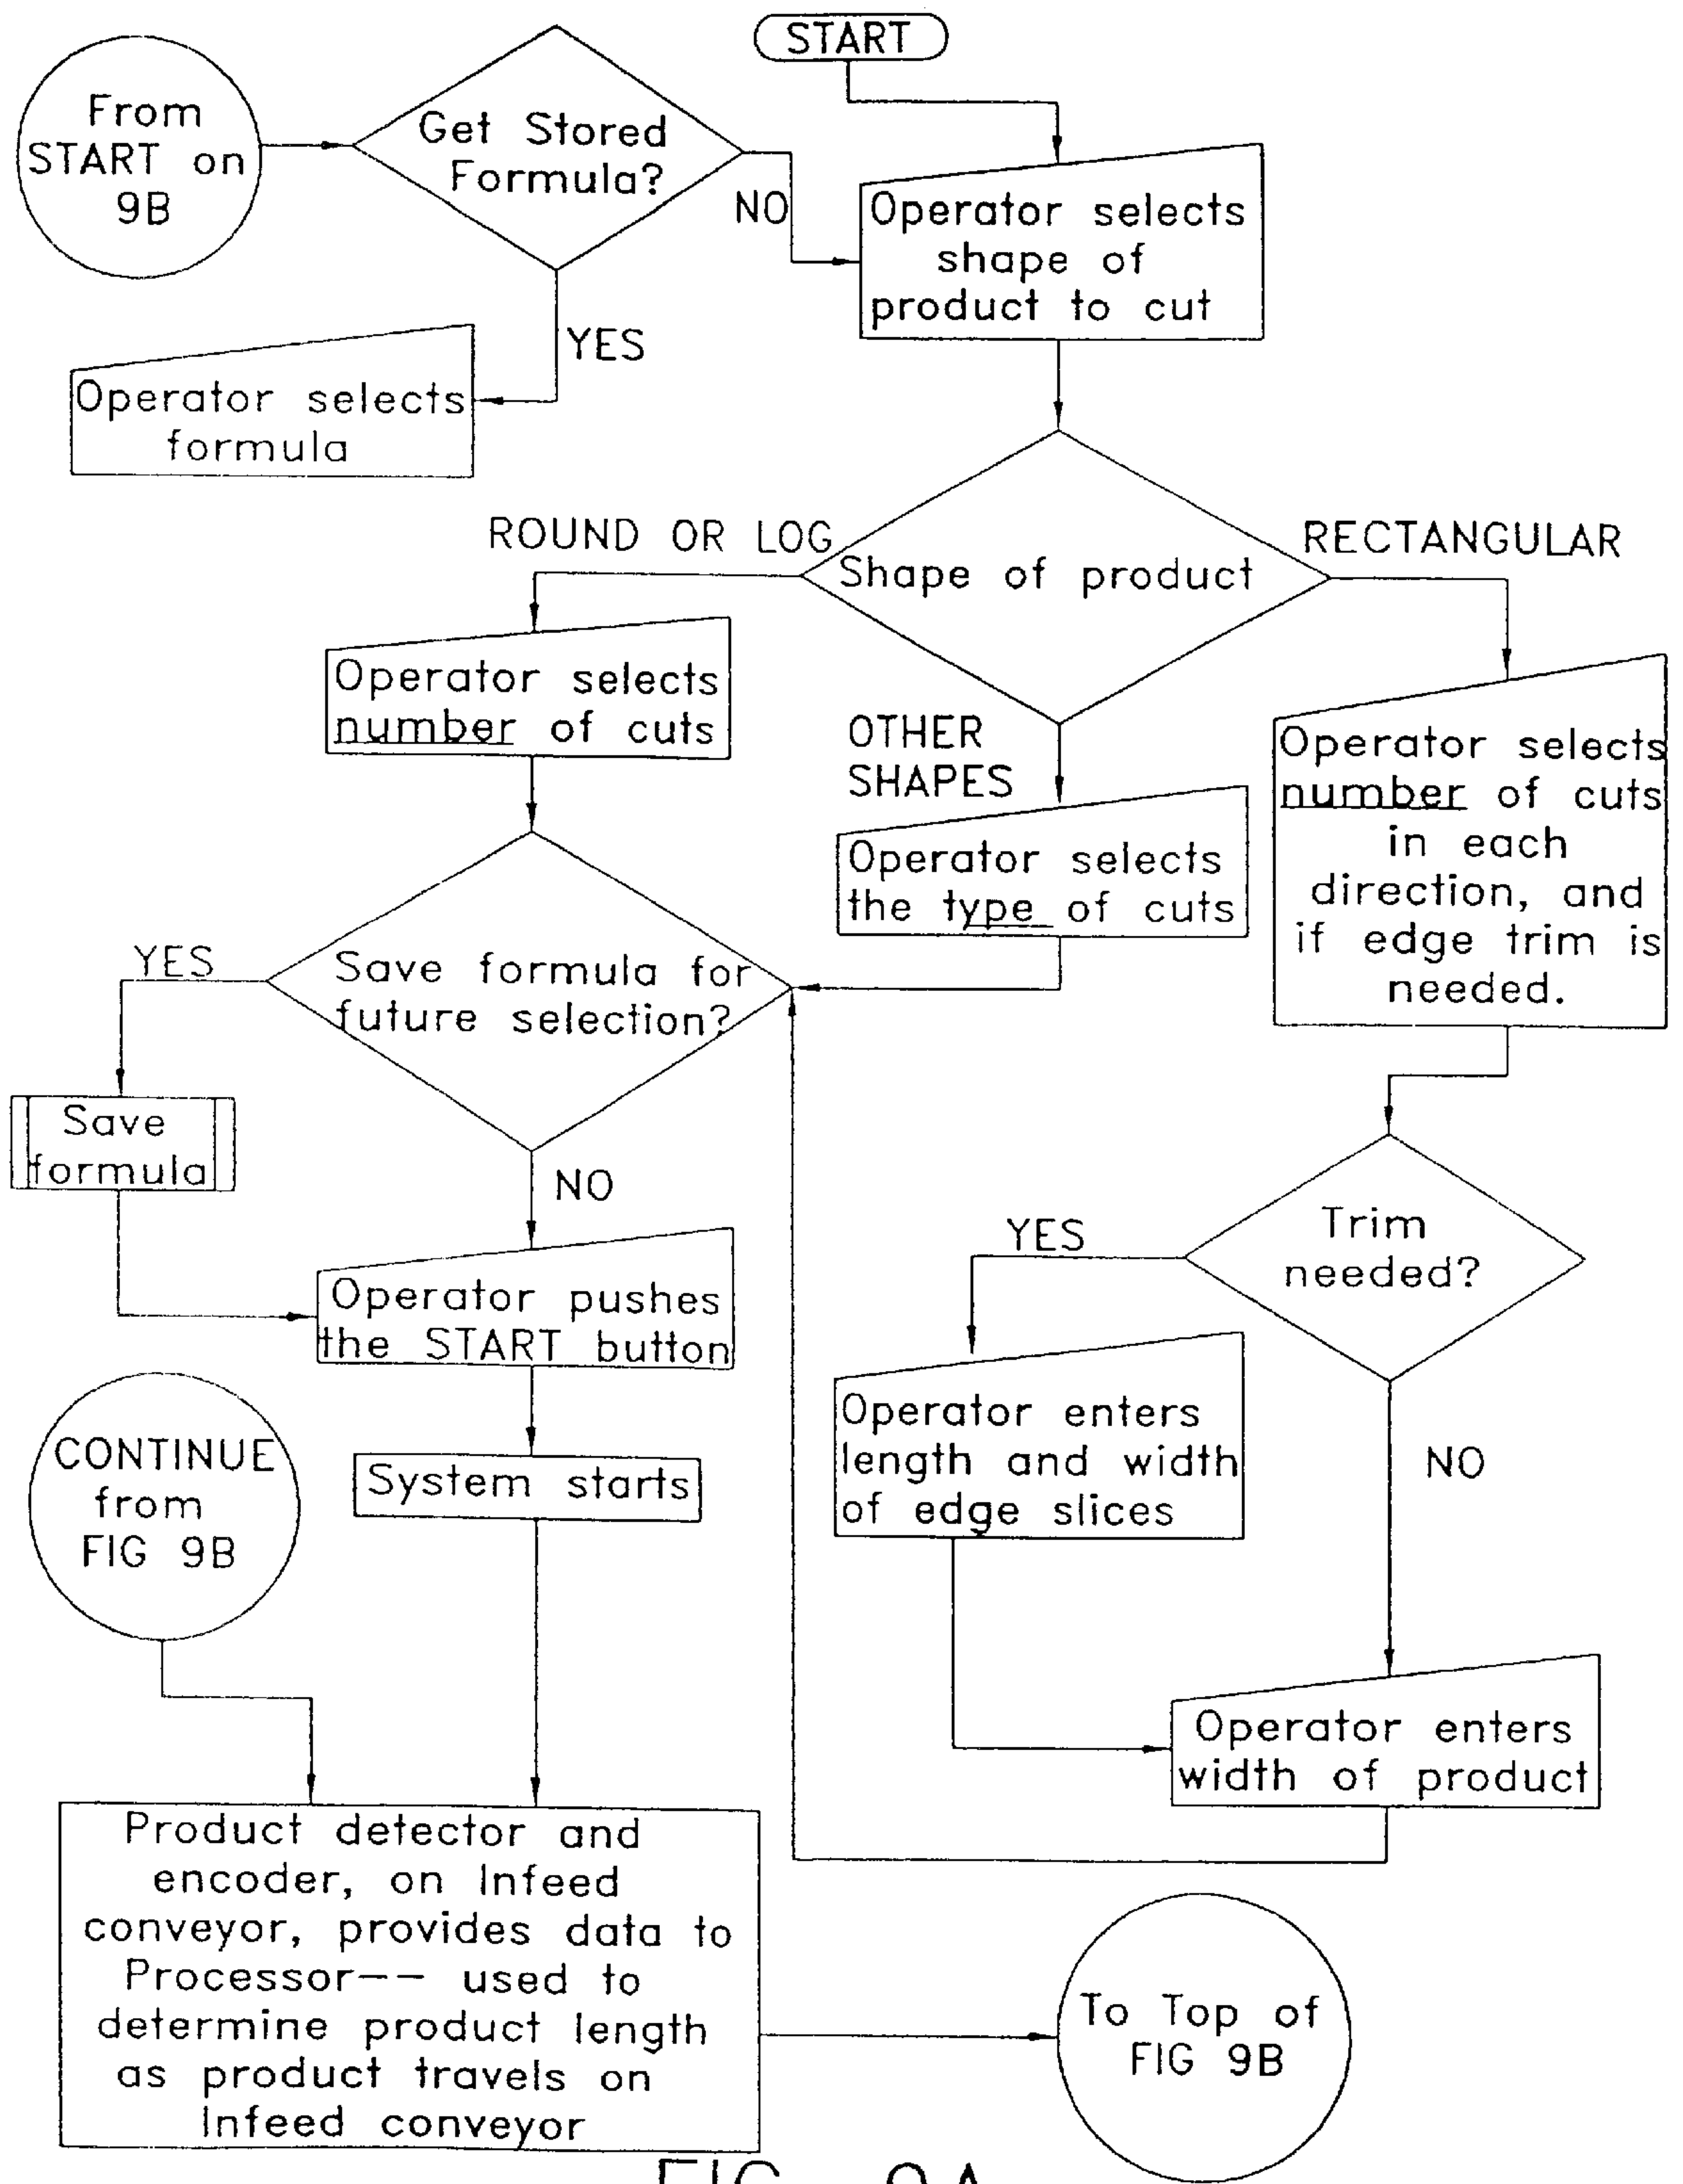 START
From
START on
9B
Get Stored
Formula?
NO
YES
Operator selects
formula
Operator selects
shape of
product to cut
Shape of product
ROUND OR LOG
RECTANGULAR
OTHER
SHAPES
Operator selects
number of cuts
Operator selects
the type of cuts
Operator selects
number of cuts
in each
direction, and
if edge trim is
needed.
Save formula for
future selection?
YES
Save
formula
NO
Operator pushes
the START button
Trim
needed?
YES
NO
Operator enters
length and width
of edge slices
Operator enters
width of product
CONTINUE
from
FIG 9B
System starts
Product detector and
encoder, on Infeed
conveyor, provides data to
Processor-- used to
determine product length
as product travels on
Infeed conveyor
To Top of
FIG 9B
FIG 9A